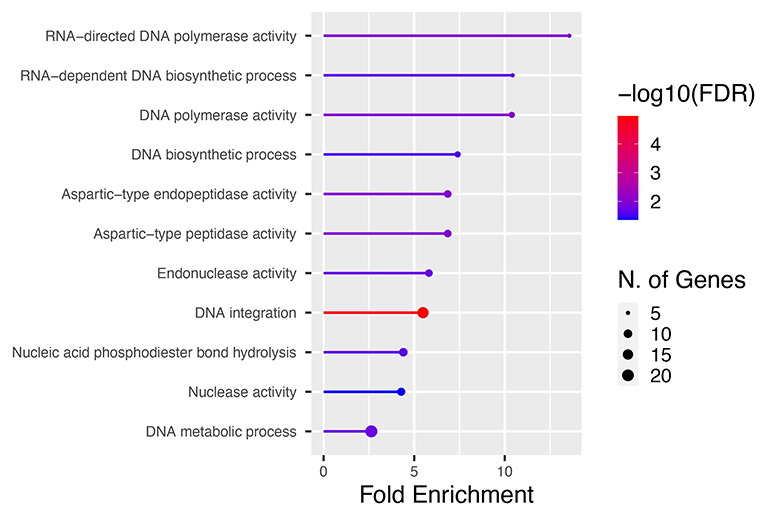 RNA−directed DNA polymerase activity
RNA−dependent DNA biosynthetic process
DNA polymerase activity
DNA biosynthetic process
Aspartic−type endopeptidase activity
Aspartic−type peptidase activity
Endonuclease activity
DNA integration
Nucleic acid phosphodiester bond hydrolysis
Nuclease activity
DNA metabolic process
0 5 10
Fold Enrichment
−log10(FDR)
4
3
2
N. of Genes
5
10
15
20